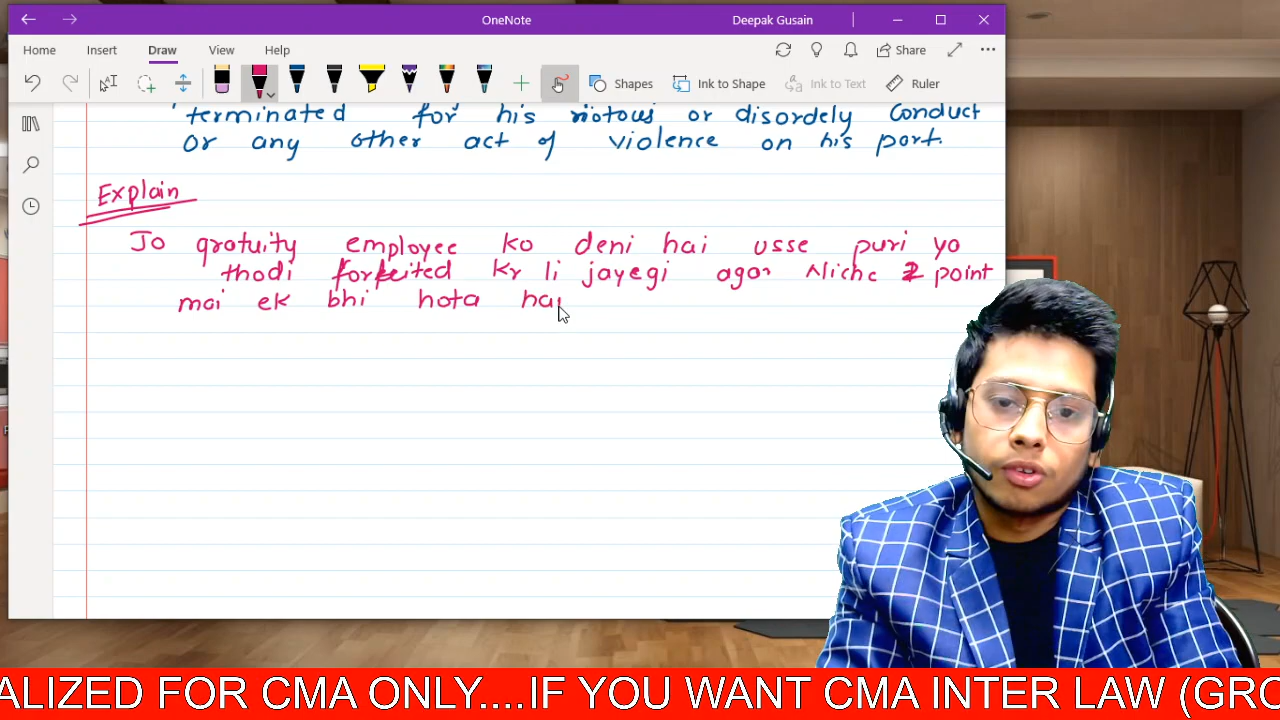 OneNote
Deepak Gusain
Home Insert Draw View Help
Share
Shapes Ink to Shape Ink to Text Ruler
terminated for his riotous or disordely Conduct
Or any other act of violence on his part.
Explain
Jo gratuity employee ko deni hai usse puri ya
thodi forfeited kr li jayegi agar Niche 2 point
mai ek bhi hota hai
ALIZED FOR CMA ONLY....IF YOU WANT CMA INTER LAW (GRO